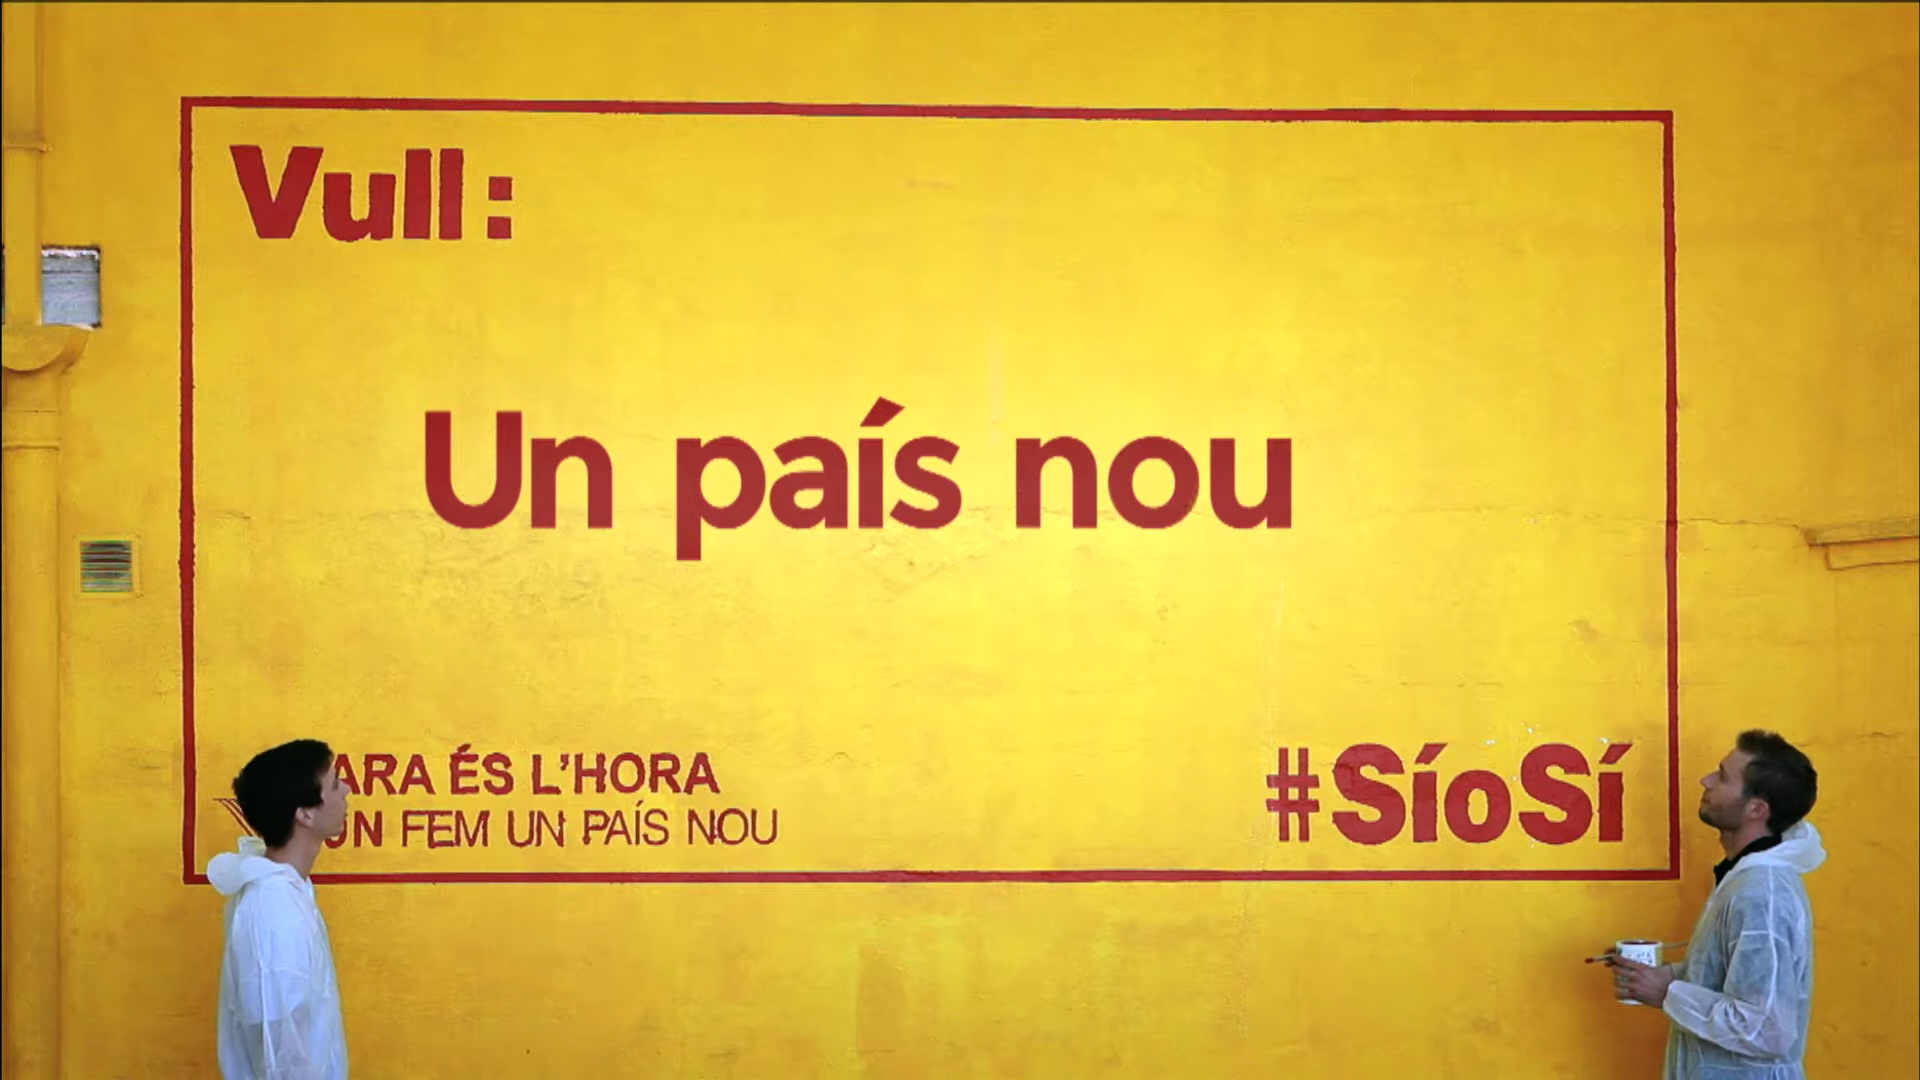 Vull:
Un país nou
ARA ÉS L'HORA
FEM UN PAÍS NOU
#SíoSí